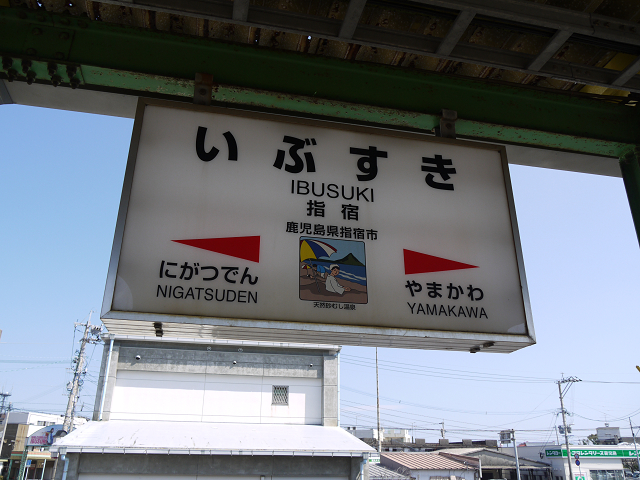 いぶすき
IBUSUKI
指宿
鹿児島県指宿市
にがつでん
NIGATSUDEN
やまかわ
YAMAKAWA
天然砂むし温泉